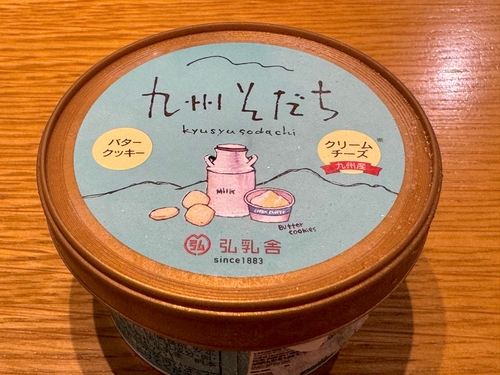 九州そだち
kyusyusodachi
バター
クッキー
クリーム
チーズ
※
九州産
Milk
CREAM CHEESE
Butter
cookies
弘
弘乳舎
since1883